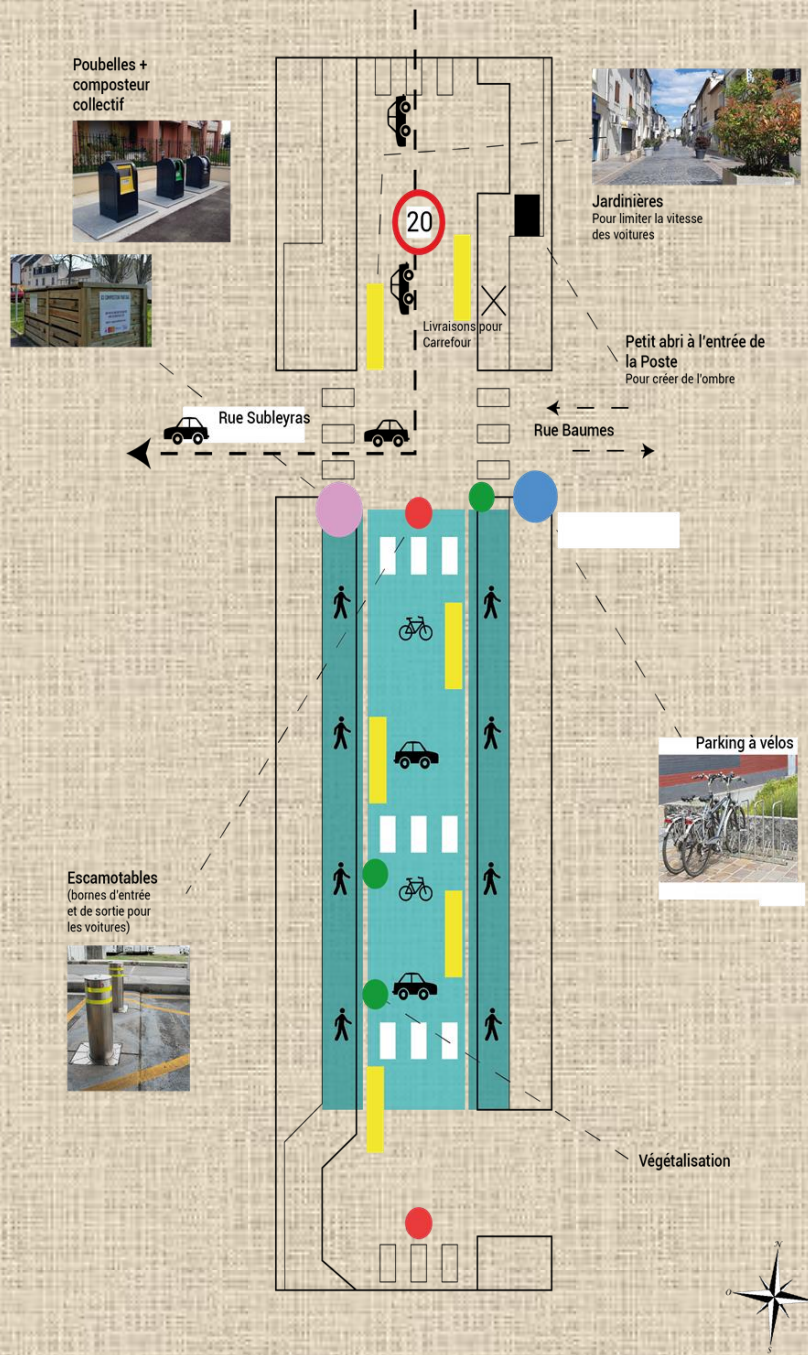 Poubelles +
composteur
collectif
20
Jardinières
Pour limiter la vitesse
des voitures
Livraisons pour
Carrefour
Petit abri à l'entrée de
la Poste
Pour créer de l'ombre
Rue Subleyras
Rue Baumes
Parking à vélos
Escamotables
(bornes d'entrée
et de sortie pour
les voitures)
Végétalisation
N
O
S